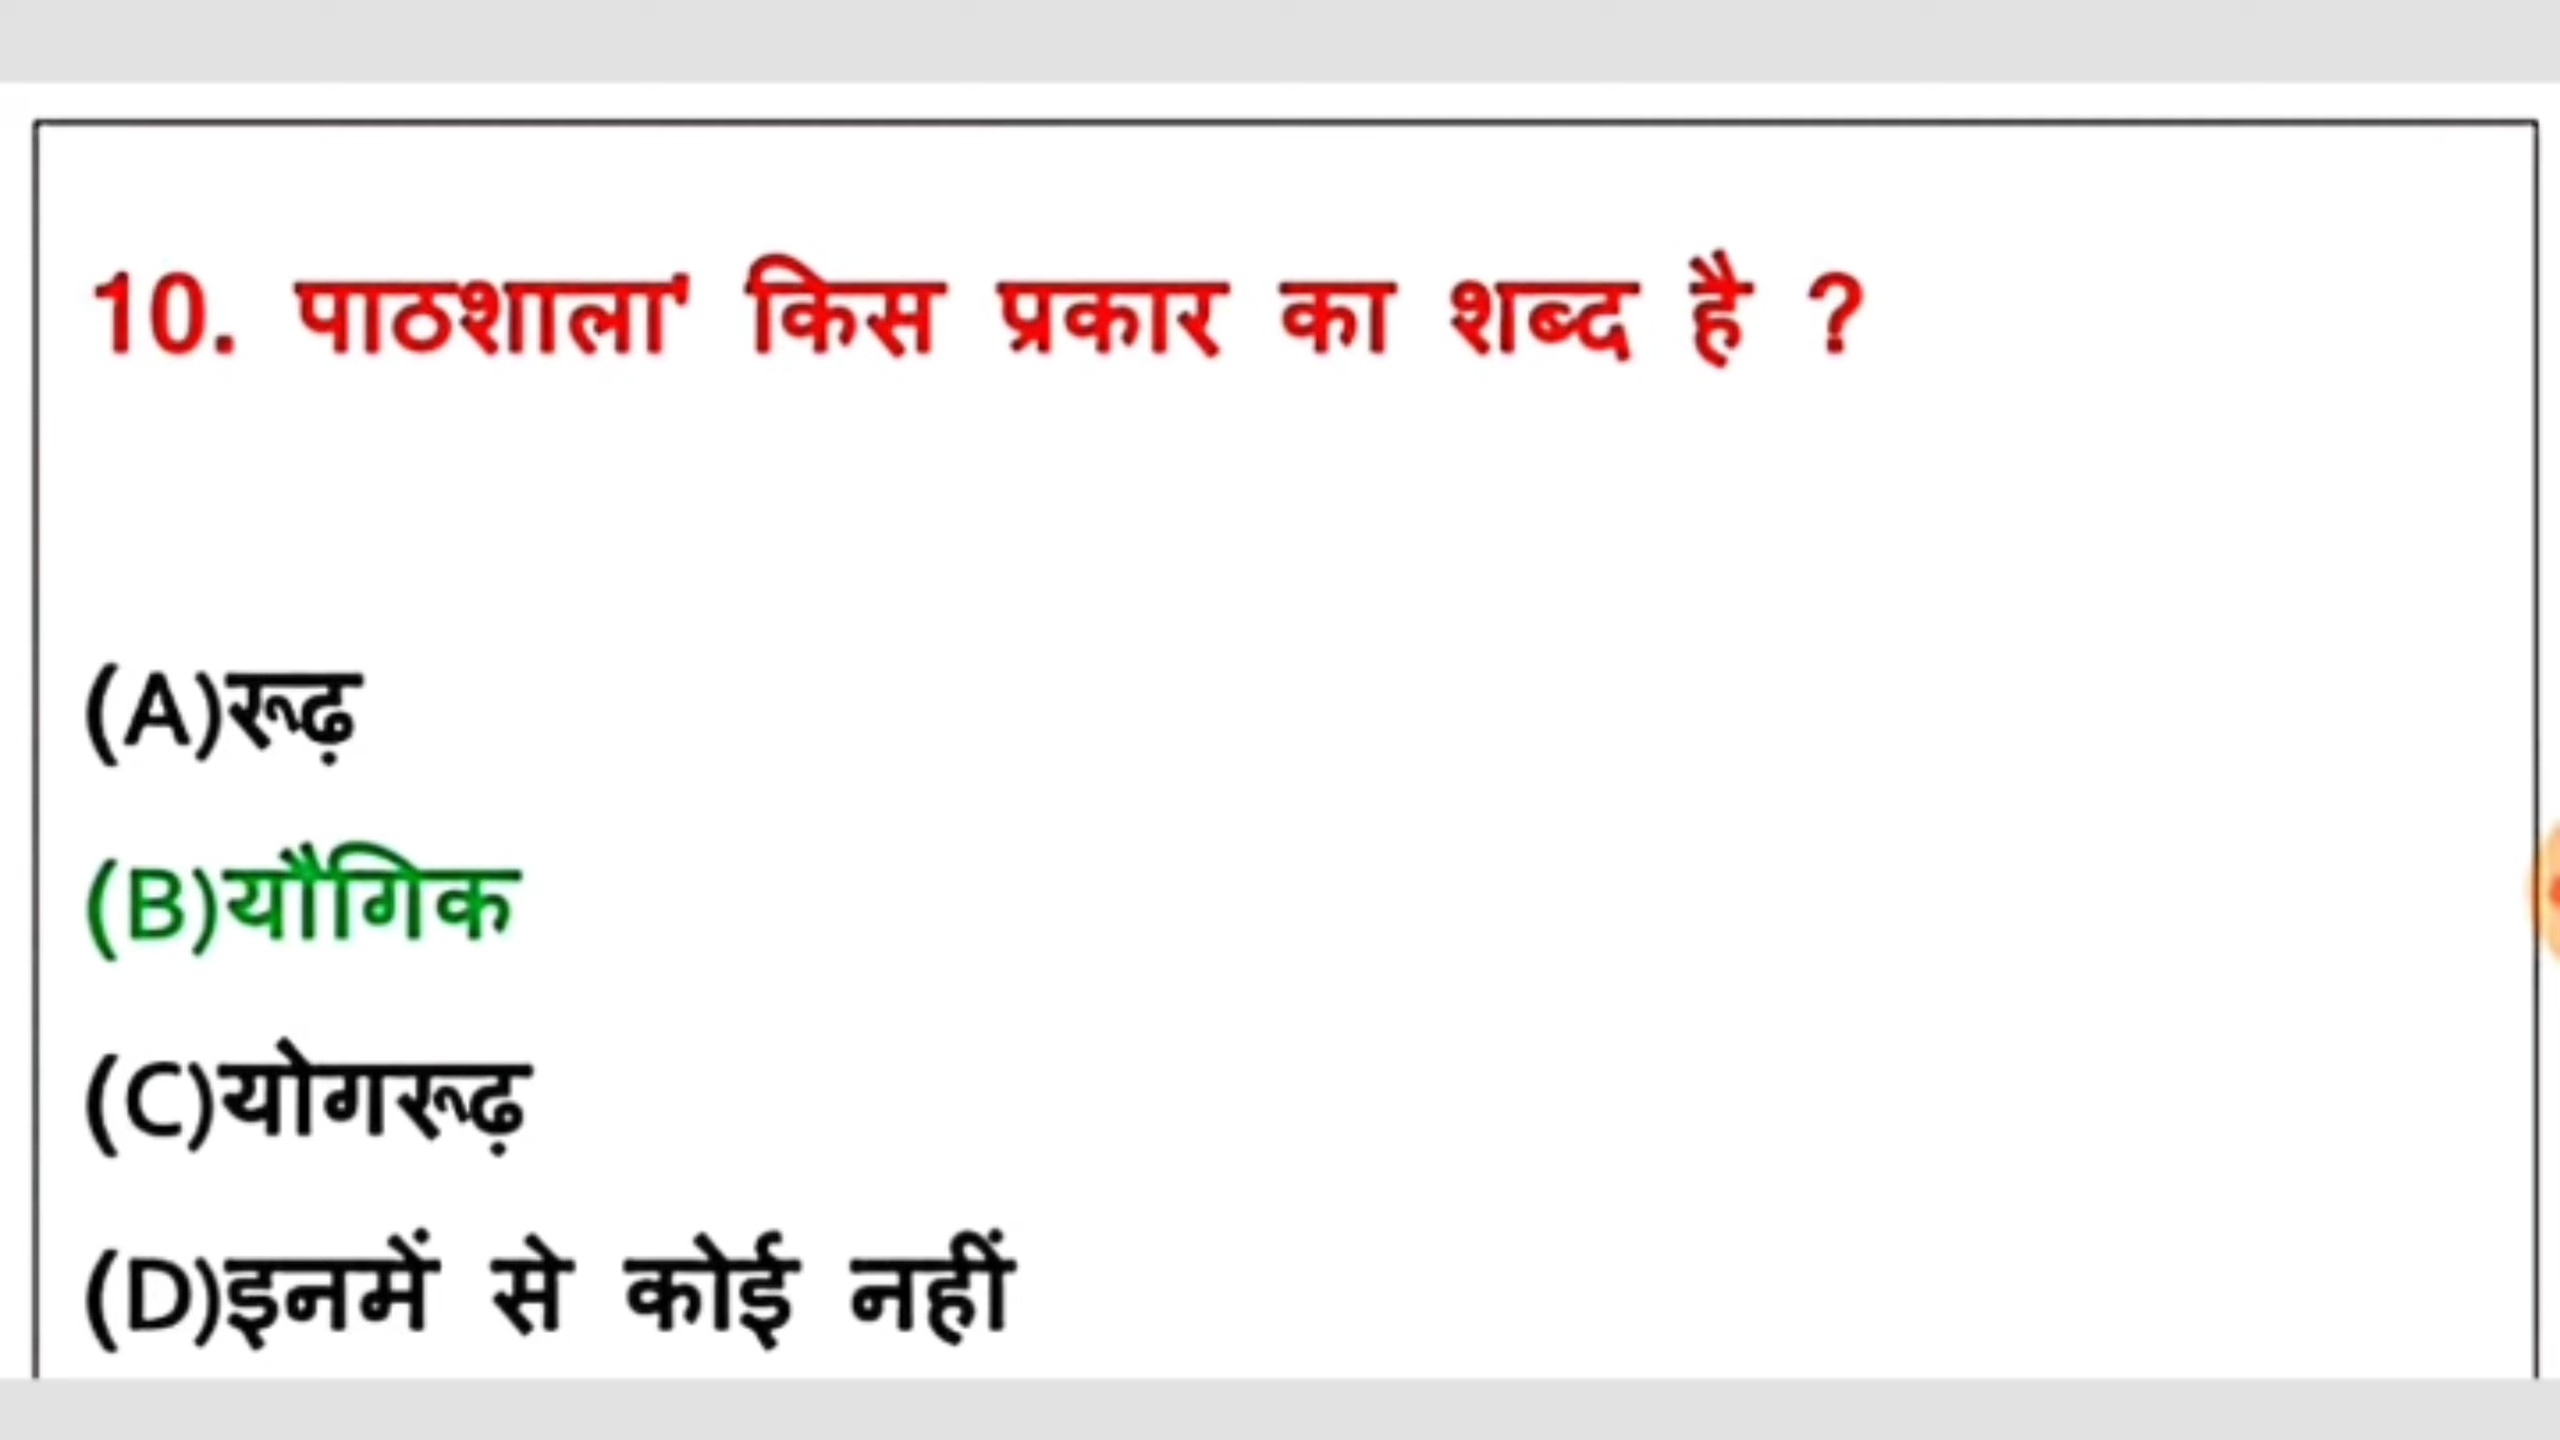 10. पाठशाला' किस प्रकार का शब्द है ?
(A)रूढ़
(B)यौगिक
(C)योगरूढ़
(D)इनमें से कोई नहीं